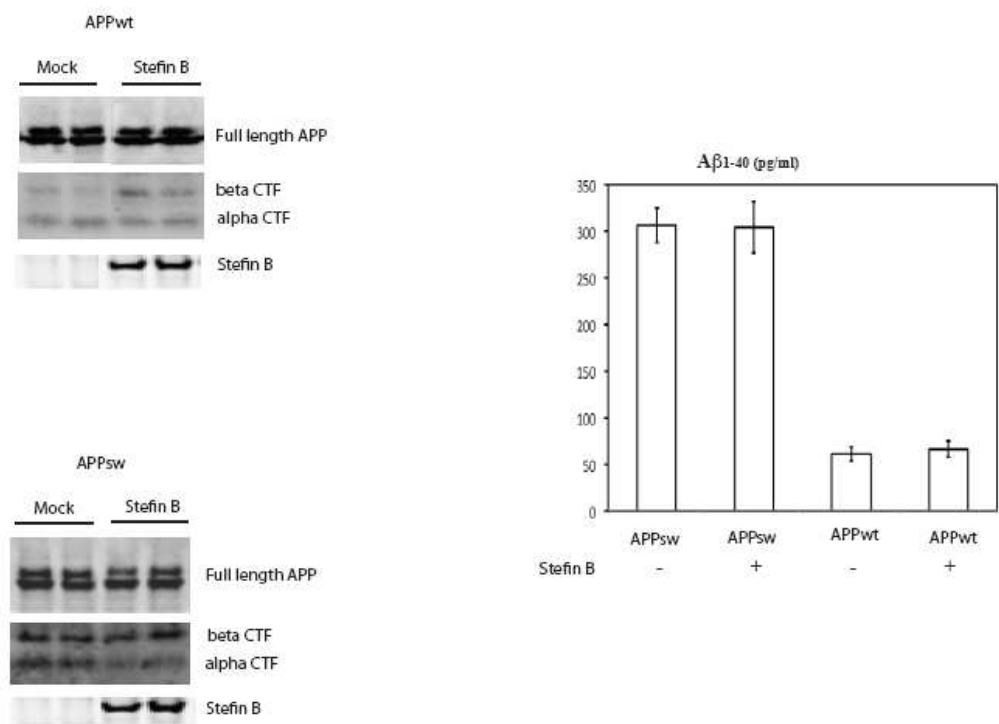 APPwt
Mock Stefin B
Full length APP
beta CTF
alpha CTF
Stefin B
APPsw
Mock Stefin B
Full length APP
beta CTF
alpha CTF
Stefin B
Aβ1-40 (pg/ml)
350
300
250
200
150
100
50
0
APPsw APPsw APPwt APPwt
Stefin B - + - +